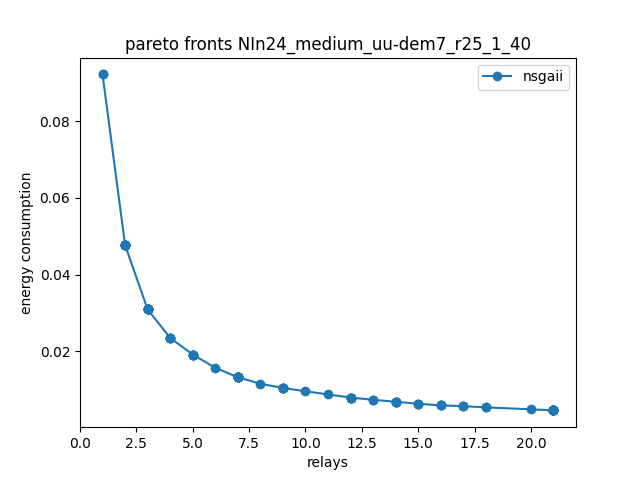 pareto fronts NIn24_medium_uu-dem7_r25_1_40
nsgaii
energy consumption
0.08
0.06
0.04
0.02
0.0 2.5 5.0 7.5 10.0 12.5 15.0 17.5 20.0
relays